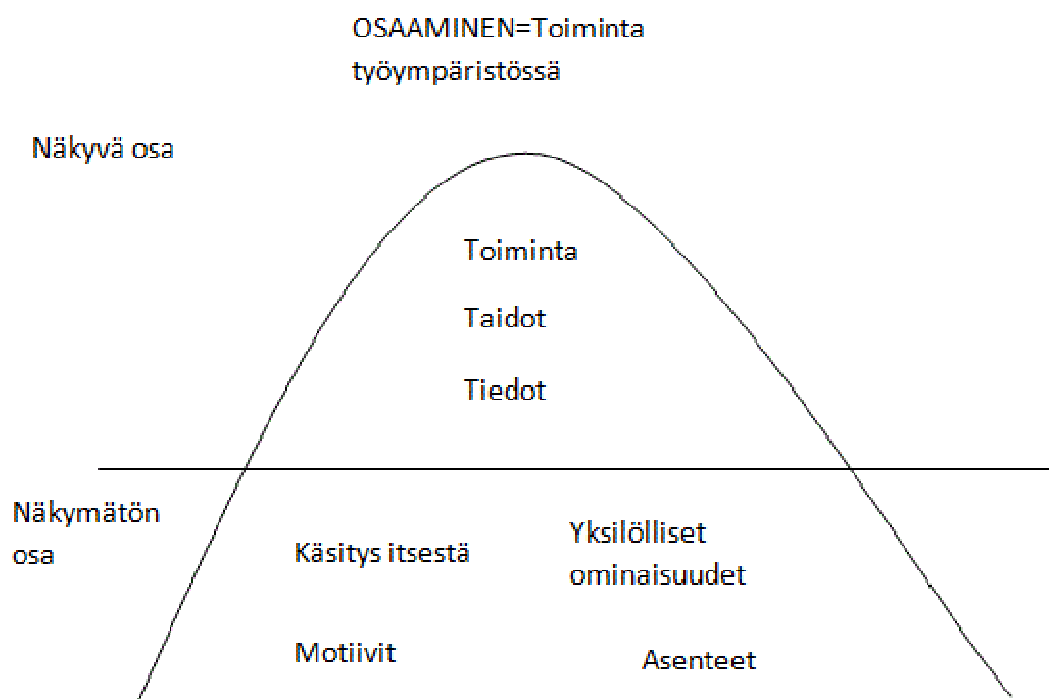 OSAAMINEN=Toiminta
työympäristössä
Näkyvä osa
Toiminta
Taidot
Tiedot
Näkymätön
osa
Käsitys itsestä
Yksilölliset
ominaisuudet
Motiivit
Asenteet